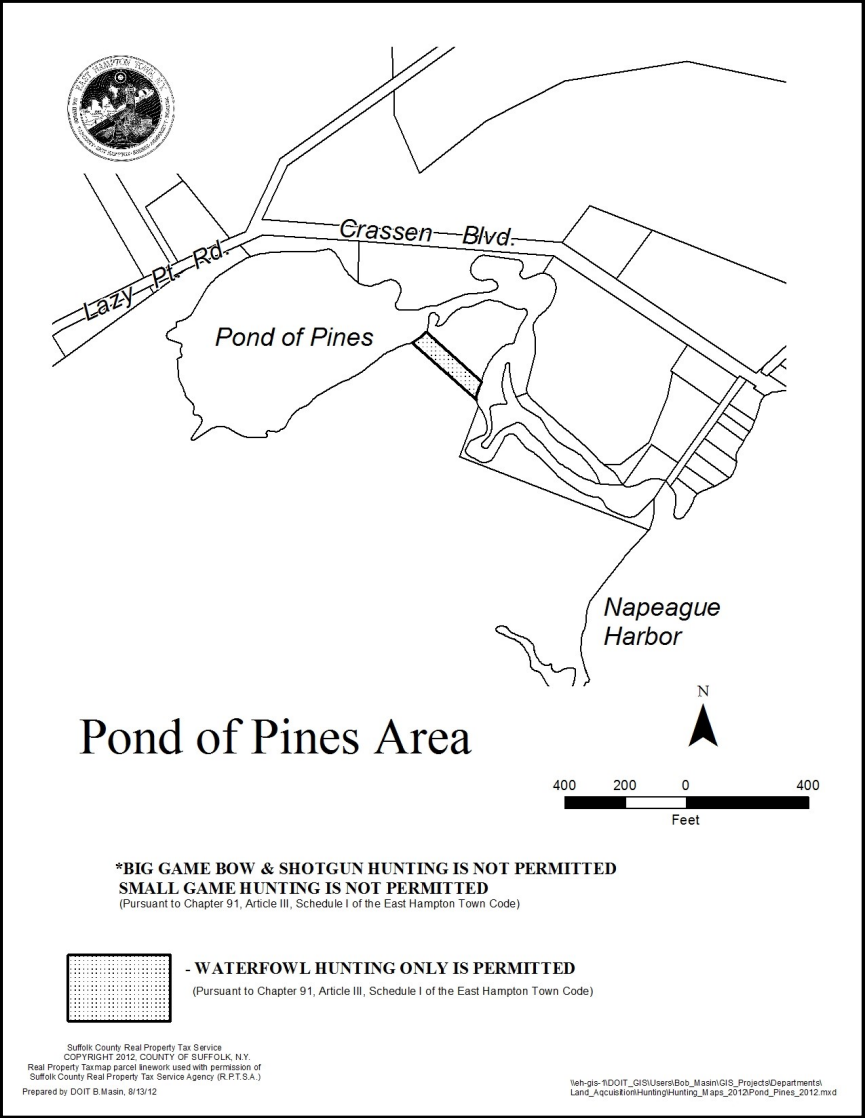 EAST HAMPTON TOWN, N.Y.
Crassen Blvd.
Lazy Pt. Rd.
Pond of Pines
Napeague
Harbor
N
Pond of Pines Area
400 200 0 400
Feet
*BIG GAME BOW & SHOTGUN HUNTING IS NOT PERMITTED
SMALL GAME HUNTING IS NOT PERMITTED
(Pursuant to Chapter 91, Article III, Schedule I of the East Hampton Town Code)
- WATERFOWL HUNTING ONLY IS PERMITTED
(Pursuant to Chapter 91, Article III, Schedule I of the East Hampton Town Code)
Suffolk County Real Property Tax Service
COPYRIGHT 2012, COUNTY OF SUFFOLK, N.Y.
Real Property Taxmap parcel linework used with permission of
Suffolk County Real Property Tax Service Agency (R.P.T.S.A.)
Prepared by DOIT B.Masin, 8/13/12
\\eh-gis-1\DOIT_GIS\Users\Bob_Masin\GIS_Projects\Departments\
Land_Aqcuisition\Hunting\Hunting_Maps_2012\Pond_Pines_2012.mxd